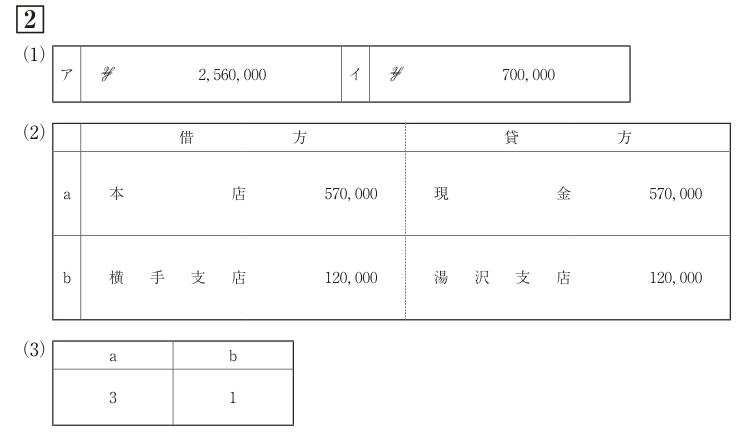 2
(1)
ア ¥ 2,560,000 イ ¥ 700,000
(2)
借方 貸方
a 本店 570,000 現金 570,000
b 横手支店 120,000 湯沢支店 120,000
(3)
a b
3 1